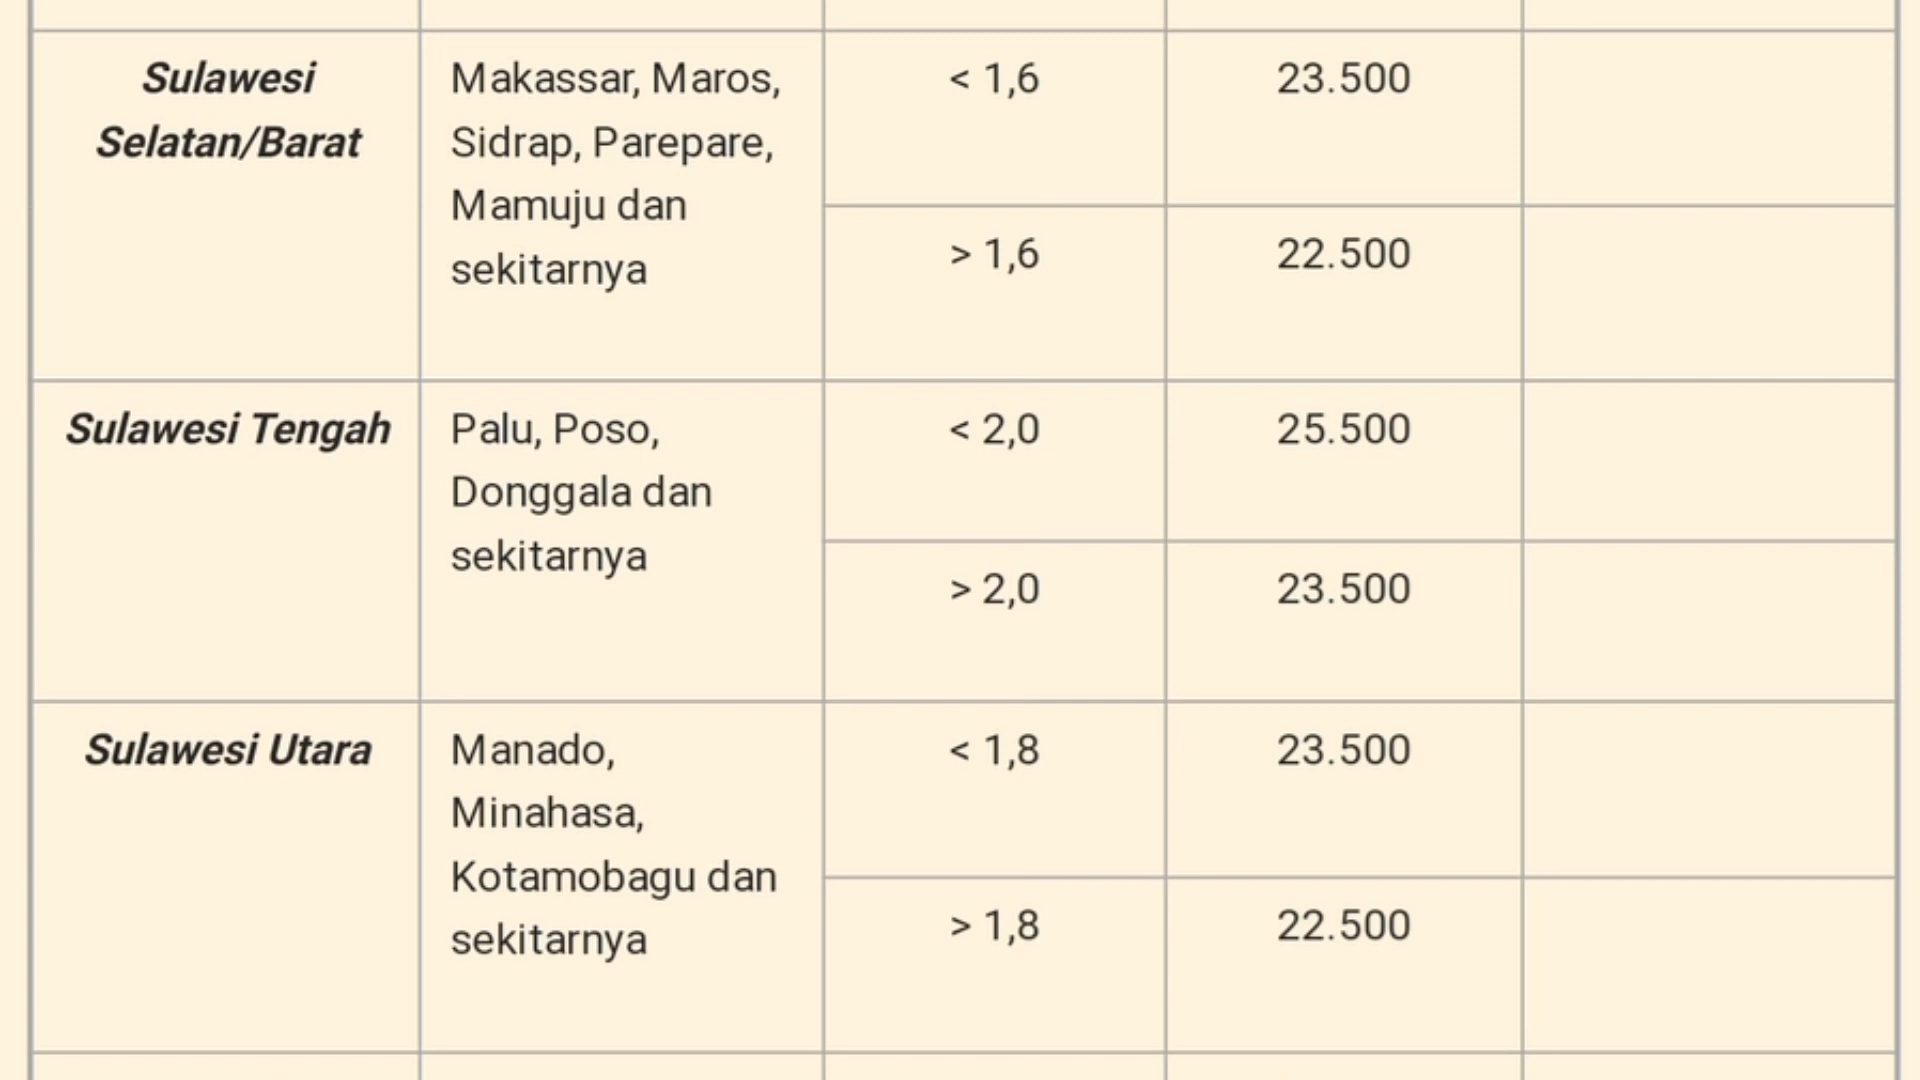 Sulawesi
Selatan/Barat
Makassar, Maros,
Sidrap, Parepare,
Mamuju dan
sekitarnya
< 1,6
23.500
> 1,6
22.500
Sulawesi Tengah
Palu, Poso,
Donggala dan
sekitarnya
< 2,0
25.500
> 2,0
23.500
Sulawesi Utara
Manado,
Minahasa,
Kotamobagu dan
sekitarnya
< 1,8
23.500
> 1,8
22.500